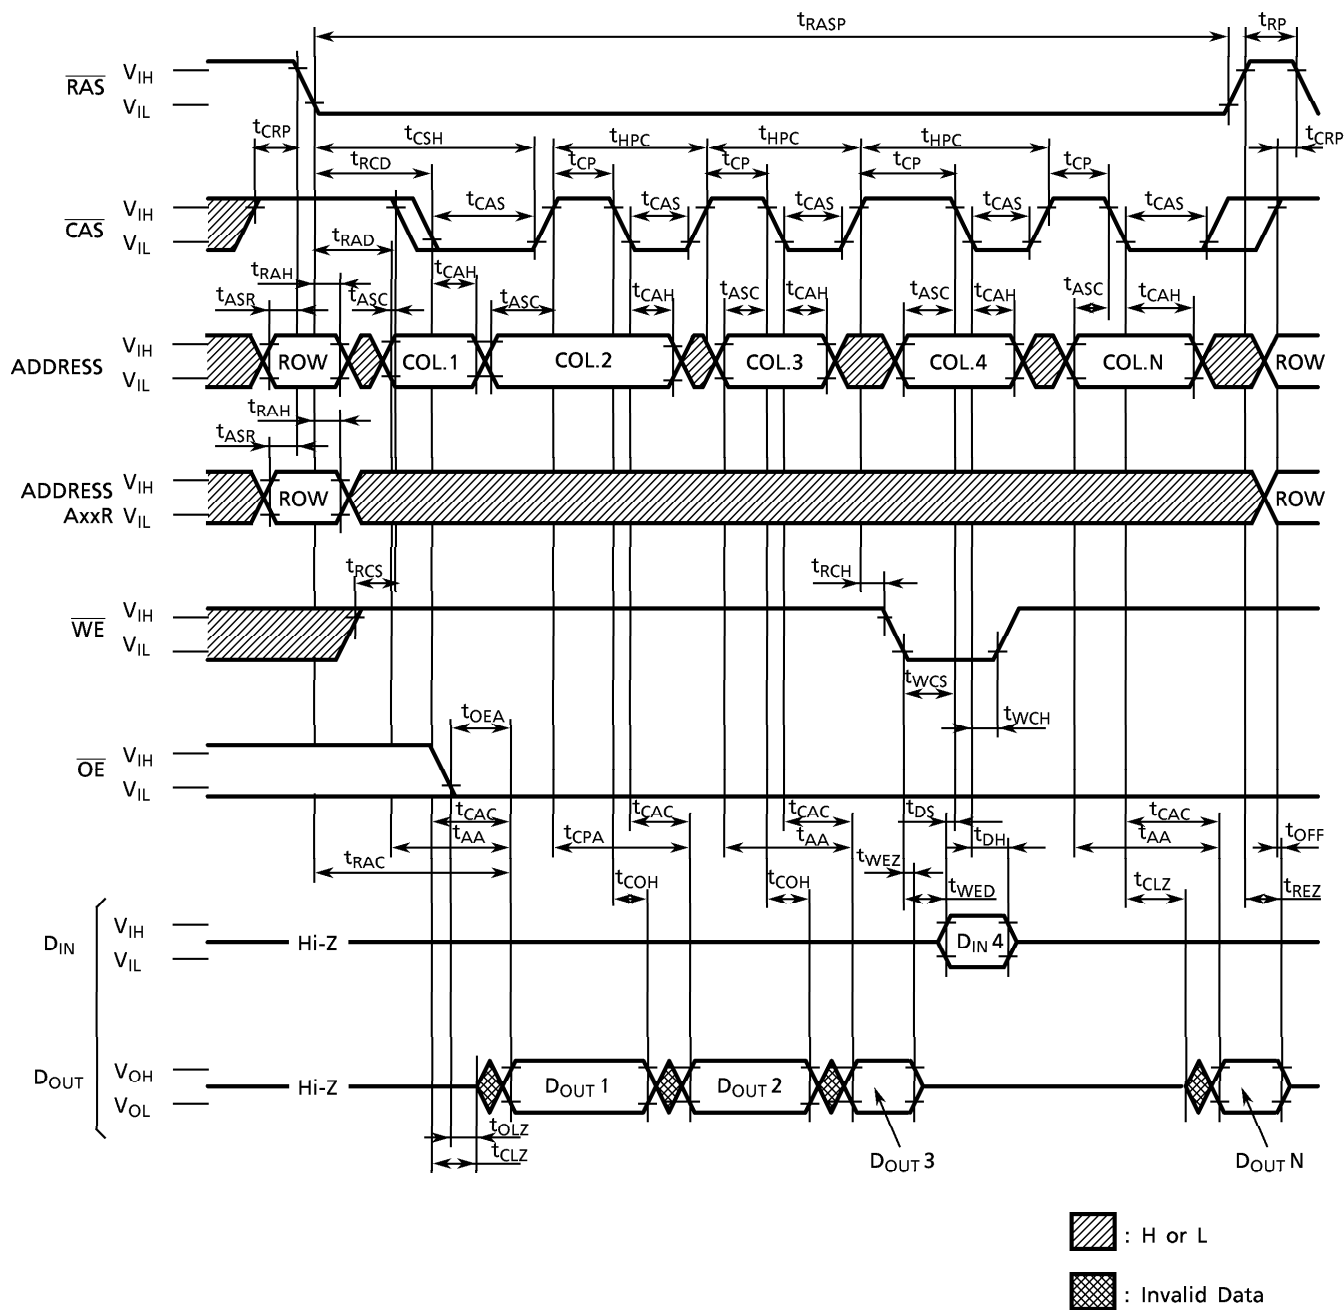 tRASP tRP
RAS VIH
VIL
tCRP tCSH tHPC tHPC tHPC tCRP
tRCD tCP tCP tCP tCP
CAS VIH
VIL
tCAS tCAS tCAS tCAS tCAS
tRAD
tRAH tCAH
tASR tASC tASC tCAH tASC tCAH tASC tCAH tASC tCAH
ADDRESS VIH
VIL
ROW COL.1 COL.2 COL.3 COL.4 COL.N ROW
tRAH
tASR
ADDRESS VIH
AxxR VIL
ROW ROW
tRCS tRCH
WE VIH
VIL
tWCS
tOEA tWCH
OE VIH
VIL
tCAC tCAC tCAC tDS tCAC
tAA tCPA tAA tDH tAA tOFF
tRAC tWEZ
tCOH tCOH tWED tCLZ tREZ
DIN VIH
VIL
Hi-Z DIN 4
DOUT VOH
VOL
Hi-Z DOUT 1 DOUT 2
tOLZ
tCLZ
DOUT 3 DOUT N
: H or L
: Invalid Data